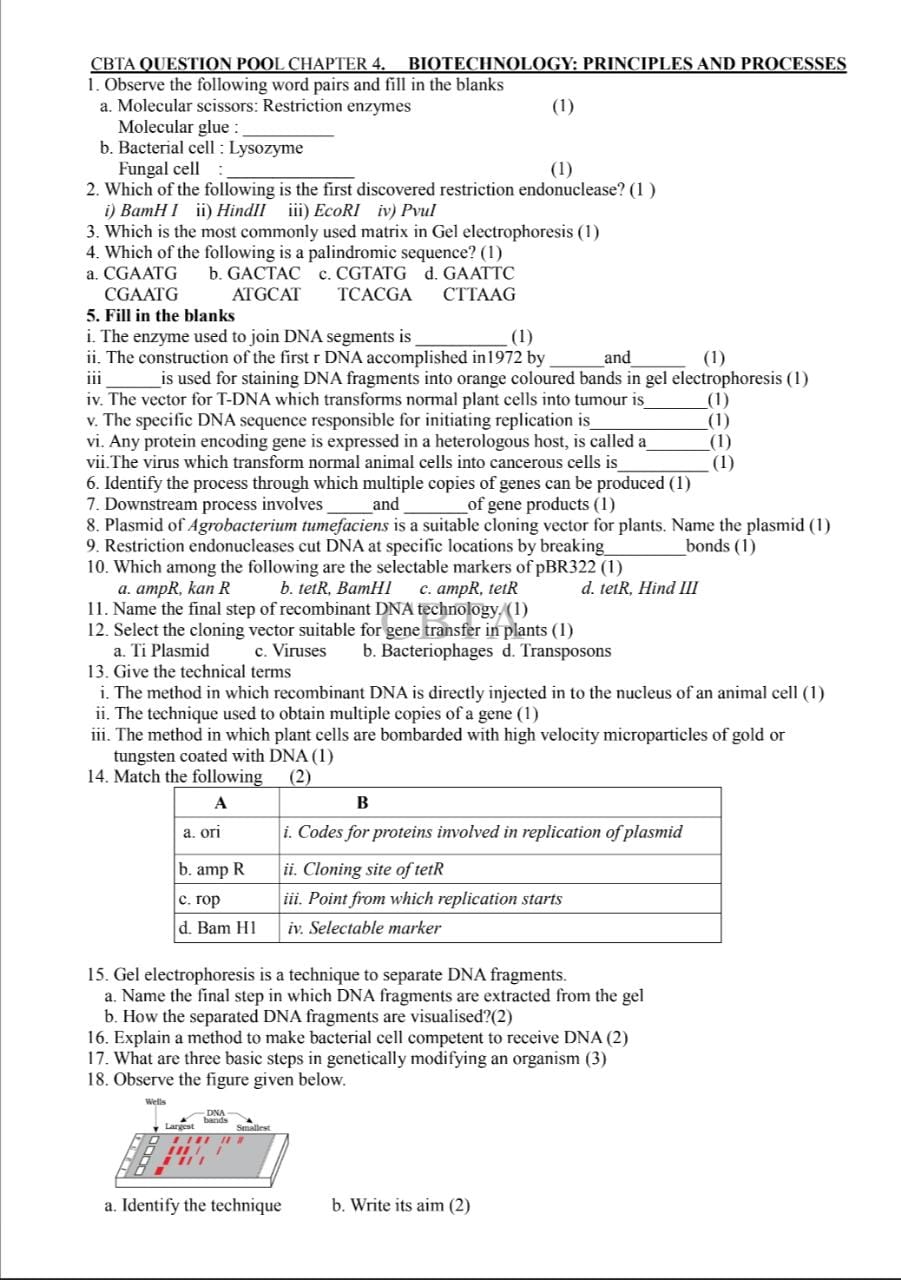 CBTA QUESTION POOL CHAPTER 4. BIOTECHNOLOGY: PRINCIPLES AND PROCESSES
1. Observe the following word pairs and fill in the blanks
a. Molecular scissors: Restriction enzymes (1)
Molecular glue : __________
b. Bacterial cell : Lysozyme
Fungal cell : ______________ (1)
2. Which of the following is the first discovered restriction endonuclease? (1 )
i) BamH I ii) HindII iii) EcoRI iv) PvuI
3. Which is the most commonly used matrix in Gel electrophoresis (1)
4. Which of the following is a palindromic sequence? (1)
a. CGAATG b. GACTAC c. CGTATG d. GAATTC
CGAATG ATGCAT TCACGA CTTAAG
5. Fill in the blanks
i. The enzyme used to join DNA segments is __________ (1)
ii. The construction of the first r DNA accomplished in1972 by ______and______ (1)
iii ______is used for staining DNA fragments into orange coloured bands in gel electrophoresis (1)
iv. The vector for T-DNA which transforms normal plant cells into tumour is_______(1)
v. The specific DNA sequence responsible for initiating replication is_____________(1)
vi. Any protein encoding gene is expressed in a heterologous host, is called a_______(1)
vii.The virus which transform normal animal cells into cancerous cells is__________ (1)
6. Identify the process through which multiple copies of genes can be produced (1)
7. Downstream process involves _____and _______of gene products (1)
8. Plasmid of Agrobacterium tumefaciens is a suitable cloning vector for plants. Name the plasmid (1)
9. Restriction endonucleases cut DNA at specific locations by breaking_________bonds (1)
10. Which among the following are the selectable markers of pBR322 (1)
a. ampR, kan R b. tetR, BamHI c. ampR, tetR d. tetR, Hind III
11. Name the final step of recombinant DNA technology. (1)
CBTA
12. Select the cloning vector suitable for gene transfer in plants (1)
a. Ti Plasmid c. Viruses b. Bacteriophages d. Transposons
13. Give the technical terms
i. The method in which recombinant DNA is directly injected in to the nucleus of an animal cell (1)
ii. The technique used to obtain multiple copies of a gene (1)
iii. The method in which plant cells are bombarded with high velocity microparticles of gold or
tungsten coated with DNA (1)
14. Match the following (2)
A B
a. ori i. Codes for proteins involved in replication of plasmid
b. amp R ii. Cloning site of tetR
c. rop iii. Point from which replication starts
d. Bam H1 iv. Selectable marker
15. Gel electrophoresis is a technique to separate DNA fragments.
a. Name the final step in which DNA fragments are extracted from the gel
b. How the separated DNA fragments are visualised?(2)
16. Explain a method to make bacterial cell competent to receive DNA (2)
17. What are three basic steps in genetically modifying an organism (3)
18. Observe the figure given below.
Wells
DNA
bands
Largest Smallest
a. Identify the technique b. Write its aim (2)